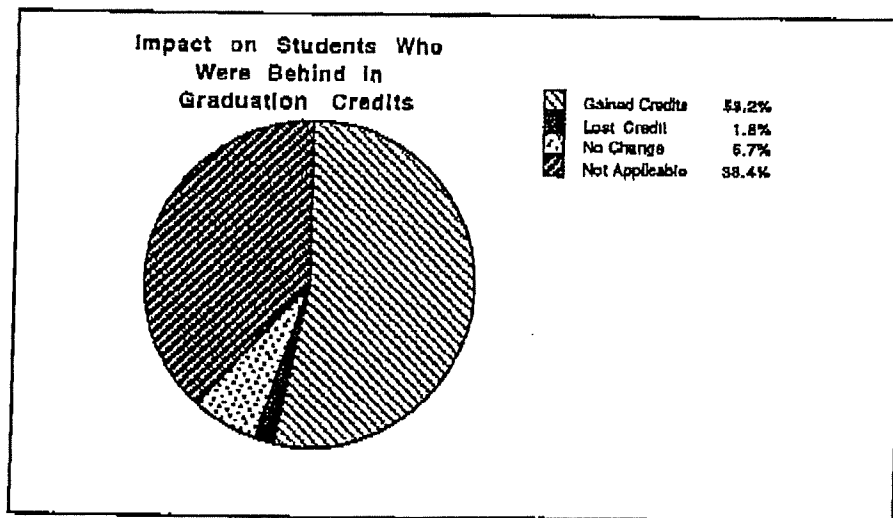 Impact on Students Who
Were Behind in
Graduation Credits
Gained Credits 53.2%
Lost Credit 1.8%
No Change 6.7%
Not Applicable 38.4%